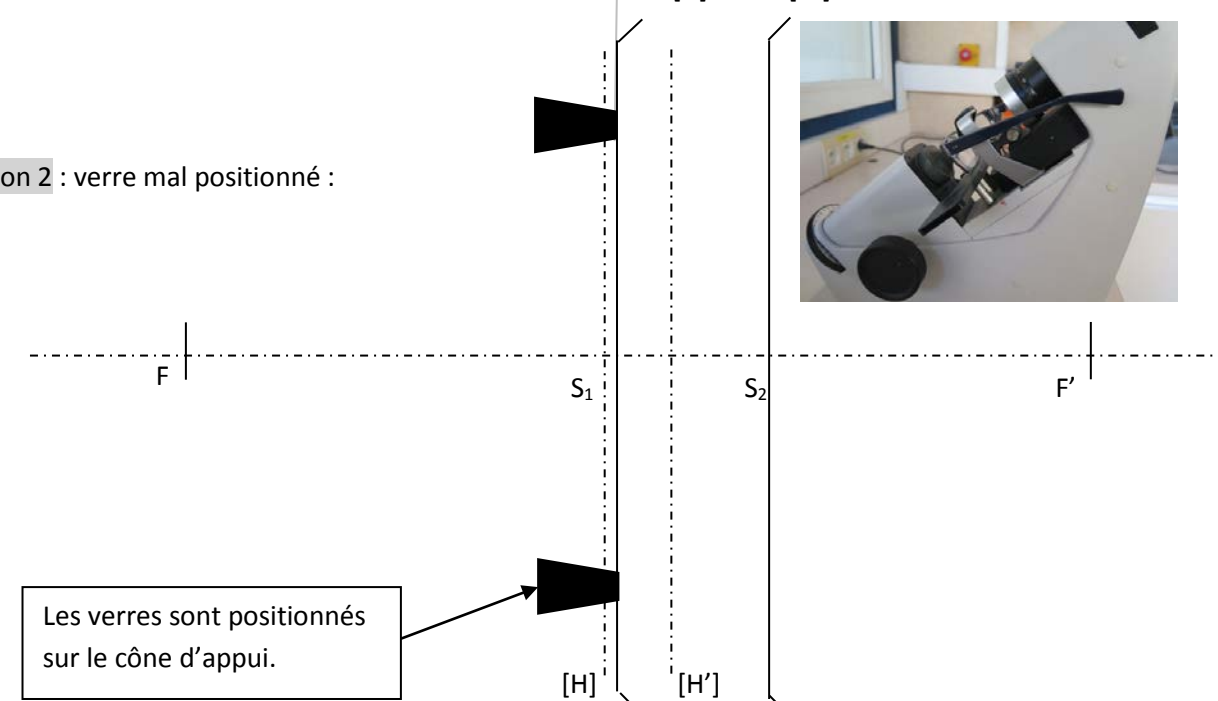 on 2 : verre mal positionné :
F
S₁
S₂
F’
Les verres sont positionnés
sur le cône d’appui.
[H]
[H’]